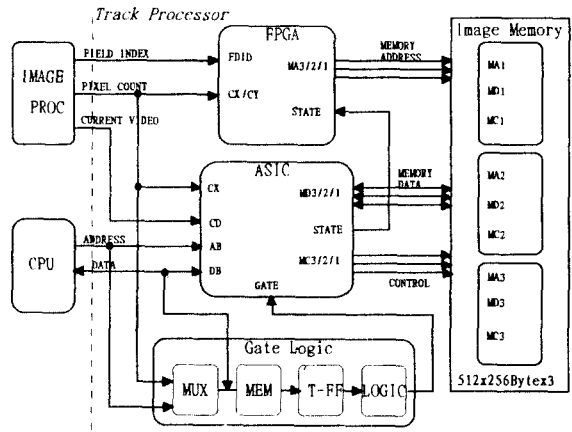 Track Processor
FPGA
Image Memory
FIELD INDEX
FDID
MA3/2/1
MEMORY
ADDRESS
MA1
IMAGE
PROC
PIXEL COUNT
CX/CY
MD1
CURRENT VIDEO
STATE
MC1
ASIC
CX
MD3/2/1
MEMORY
DATA
MA2
MD2
CD
STATE
MC2
CPU
ADDRESS
AB
MC3/2/1
DATA
DB
CONTROL
MA3
GATE
MD3
MC3
Gate Logic
MUX
MEM
T-FF
LOGIC
512x256Bytex3